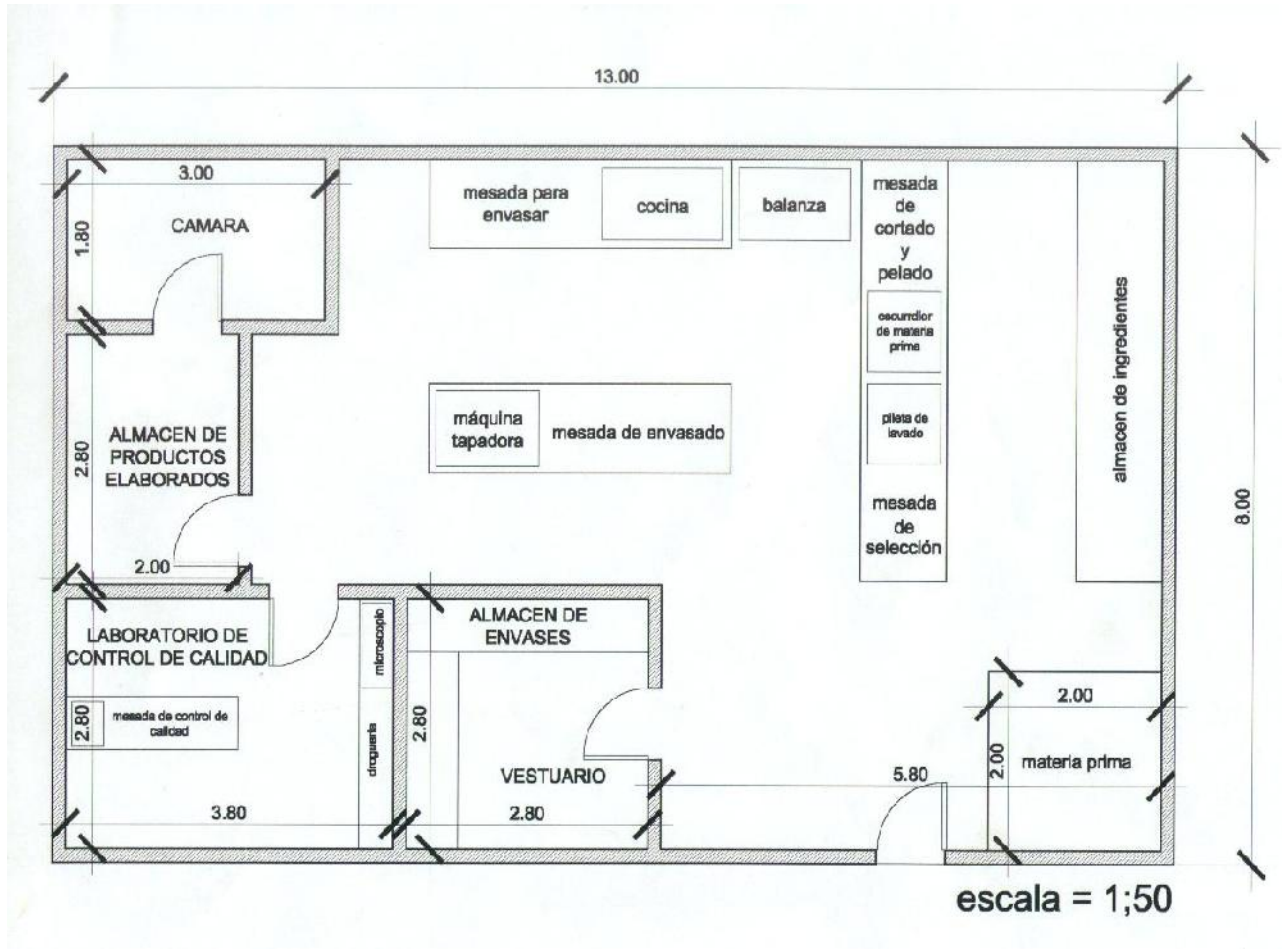 13.00
3.00
CAMARA
1.80
mesada para
envasar
cocina
balanza
mesada
de
cortado
y
pelado
escurrdior
de materia
prima
pileta de
lavado
mesada
de
selección
almacen de ingredientes
8.00
máquina
tapadora
mesada de envasado
ALMACEN DE
PRODUCTOS
ELABORADOS
2.80
2.00
LABORATORIO DE
CONTROL DE CALIDAD
microscopio
mesada de control de
calidad
2.80
drogueria
3.80
ALMACEN DE
ENVASES
2.80
VESTUARIO
2.80
5.80
2.00
2.00
materia prima
escala = 1;50